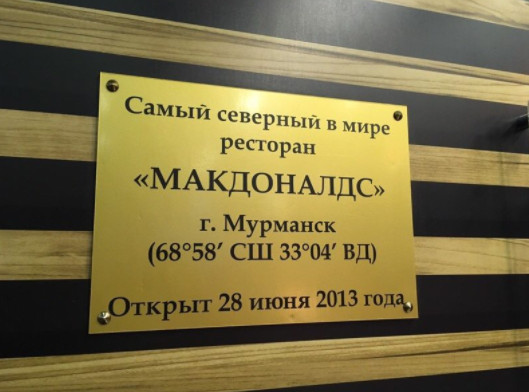 Самый северный в мире
ресторан
«МАКДОНАЛДС»
г. Мурманск
(68°58′ СШ 33°04′ ВД)
Открыт 28 июня 2013 года